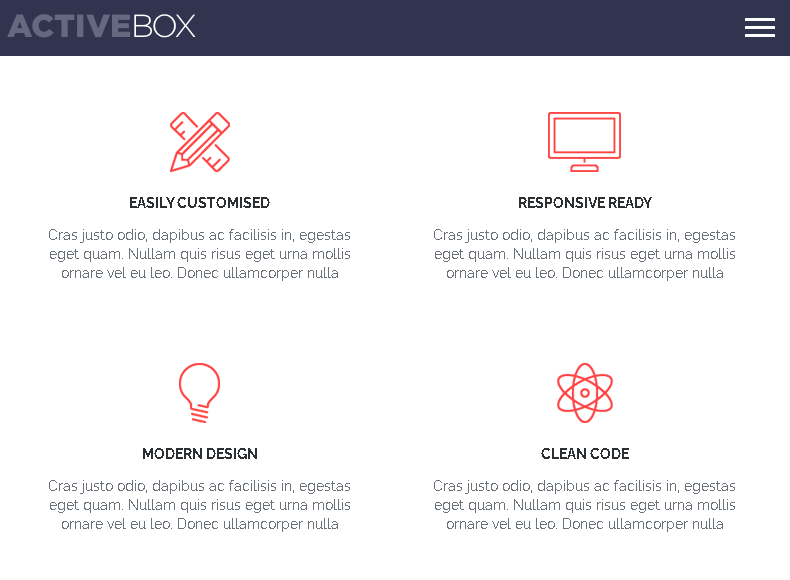 ACTIVEBOX
EASILY CUSTOMISED
Cras justo odio, dapibus ac facilisis in, egestas
eget quam. Nullam quis risus eget urna mollis
ornare vel eu leo. Donec ullamcorper nulla
RESPONSIVE READY
Cras justo odio, dapibus ac facilisis in, egestas
eget quam. Nullam quis risus eget urna mollis
ornare vel eu leo. Donec ullamcorper nulla
MODERN DESIGN
Cras justo odio, dapibus ac facilisis in, egestas
eget quam. Nullam quis risus eget urna mollis
ornare vel eu leo. Donec ullamcorper nulla
CLEAN CODE
Cras justo odio, dapibus ac facilisis in, egestas
eget quam. Nullam quis risus eget urna mollis
ornare vel eu leo. Donec ullamcorper nulla